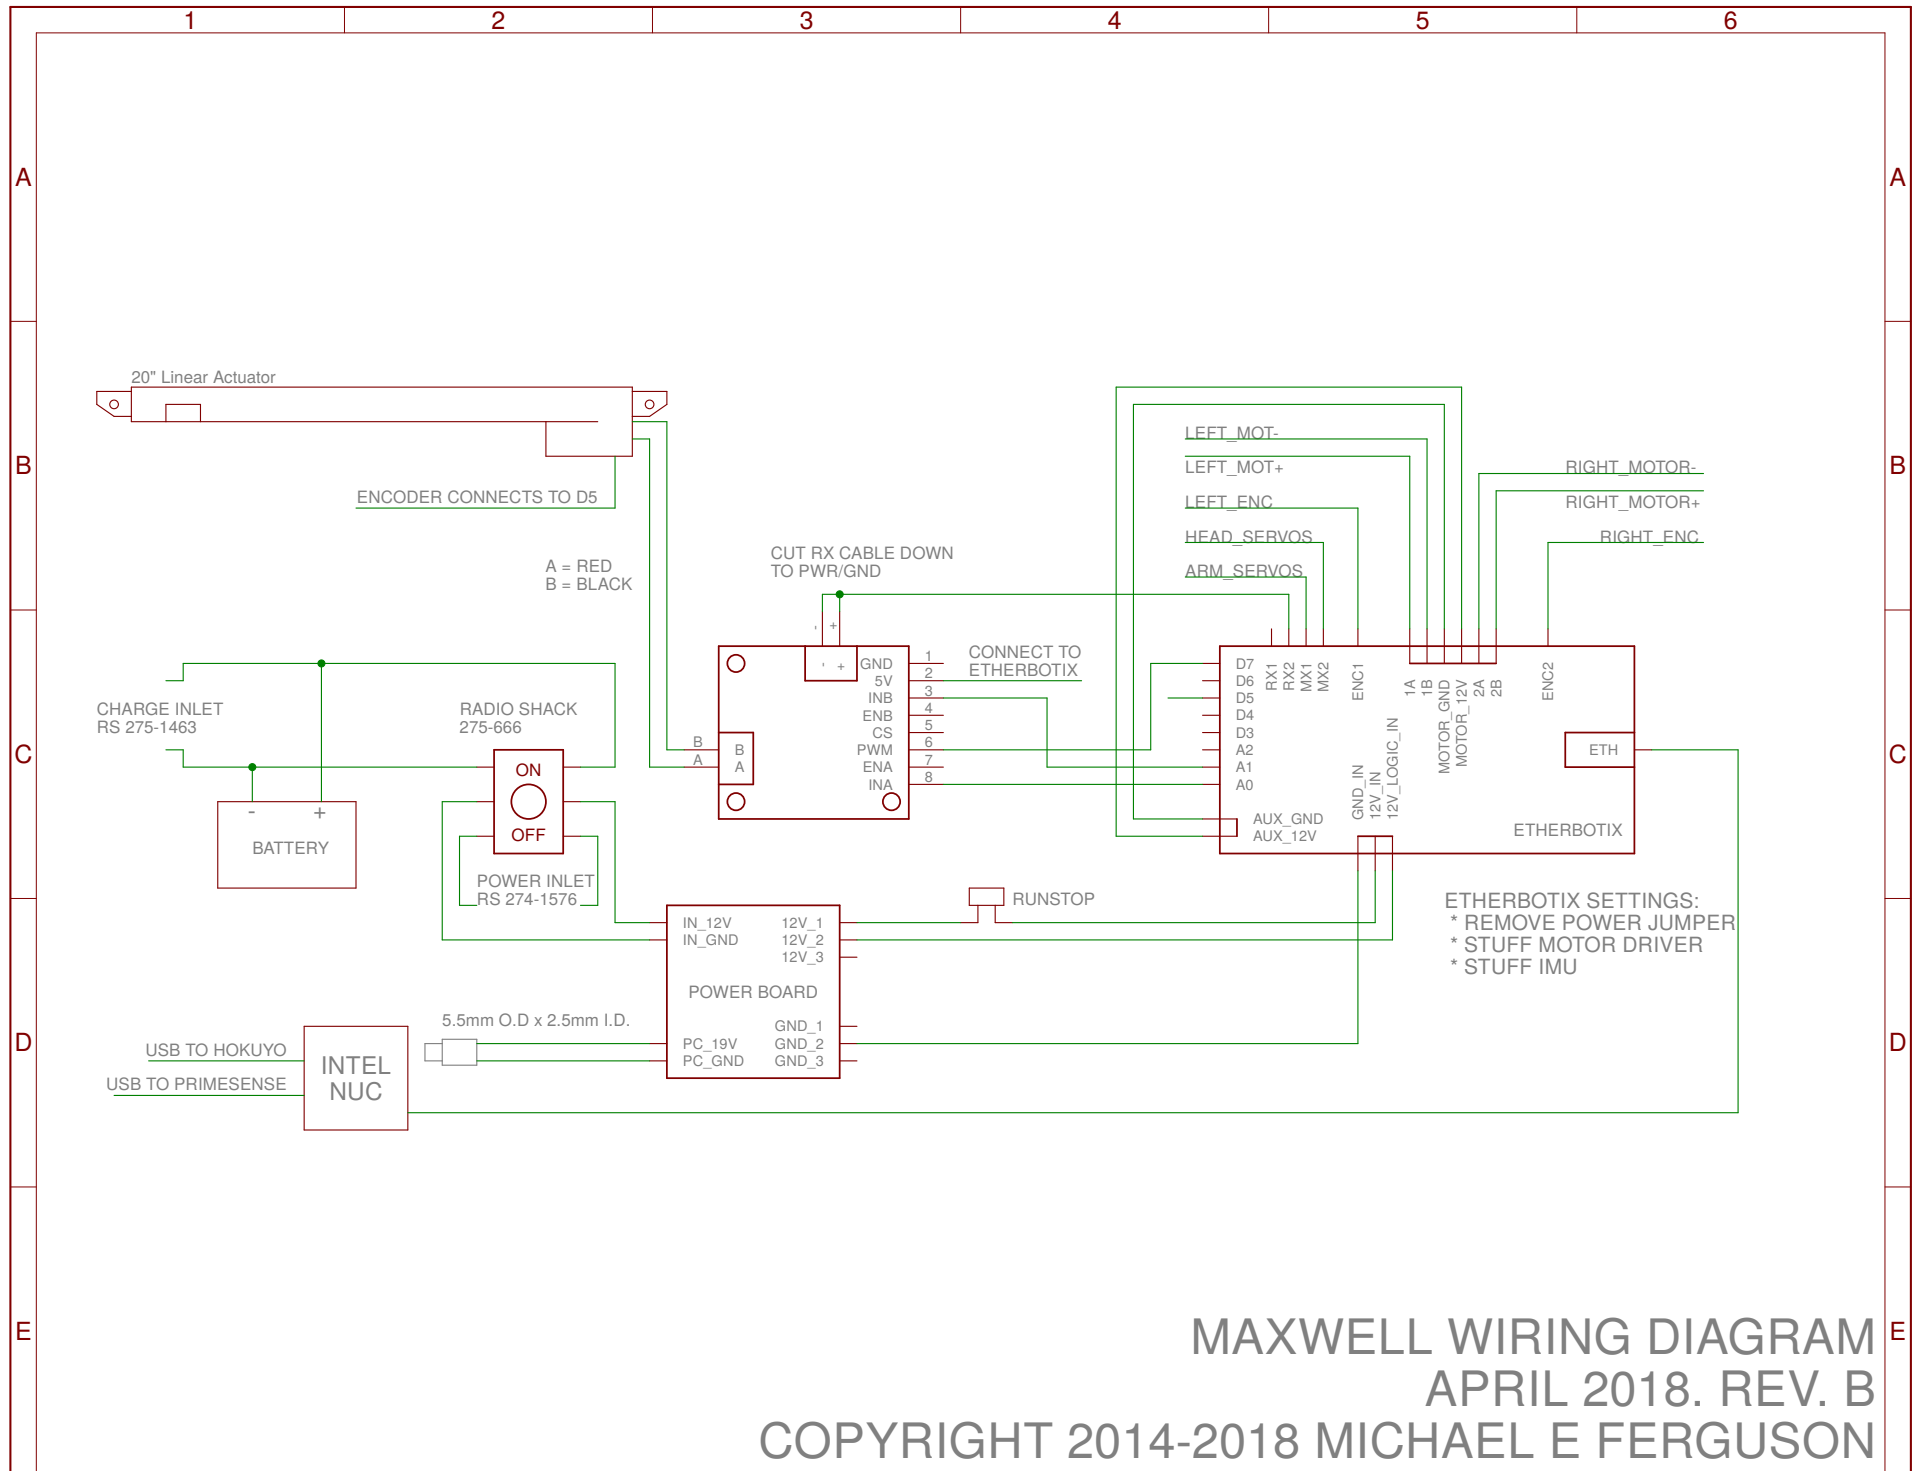 1 2 3 4 5 6
A A
20" Linear Actuator
LEFT_MOT-
B B
LEFT_MOT+
RIGHT_MOTOR-
ENCODER CONNECTS TO D5
LEFT_ENC
RIGHT_MOTOR+
HEAD_SERVOS
RIGHT_ENC
CUT RX CABLE DOWN
TO PWR/GND
A = RED
B = BLACK
ARM_SERVOS
- +
- +
GND 1
5V 2
INB 3
ENB 4
CS 5
PWM 6
ENA 7
INA 8
B B
A A
CONNECT TO
ETHERBOTIX
D7
D6
D5
D4
D3
A2
A1
A0
RX1
RX2
MX1
MX2
ENC1
1A
1B
MOTOR_GND
MOTOR_12V
2A
2B
ENC2
GND_IN
12V_IN
12V_LOGIC_IN
ETH
AUX_GND
AUX_12V
ETHERBOTIX
CHARGE INLET
RS 275-1463
RADIO SHACK
275-666
C C
ON
OFF
- +
BATTERY
POWER INLET
RS 274-1576
RUNSTOP
ETHERBOTIX SETTINGS:
* REMOVE POWER JUMPER
* STUFF MOTOR DRIVER
* STUFF IMU
IN_12V 12V_1
IN_GND 12V_2
12V_3
POWER BOARD
GND_1
PC_19V GND_2
PC_GND GND_3
5.5mm O.D x 2.5mm I.D.
D D
USB TO HOKUYO
USB TO PRIMESENSE
INTEL
NUC
E E
MAXWELL WIRING DIAGRAM
APRIL 2018. REV. B
COPYRIGHT 2014-2018 MICHAEL E FERGUSON